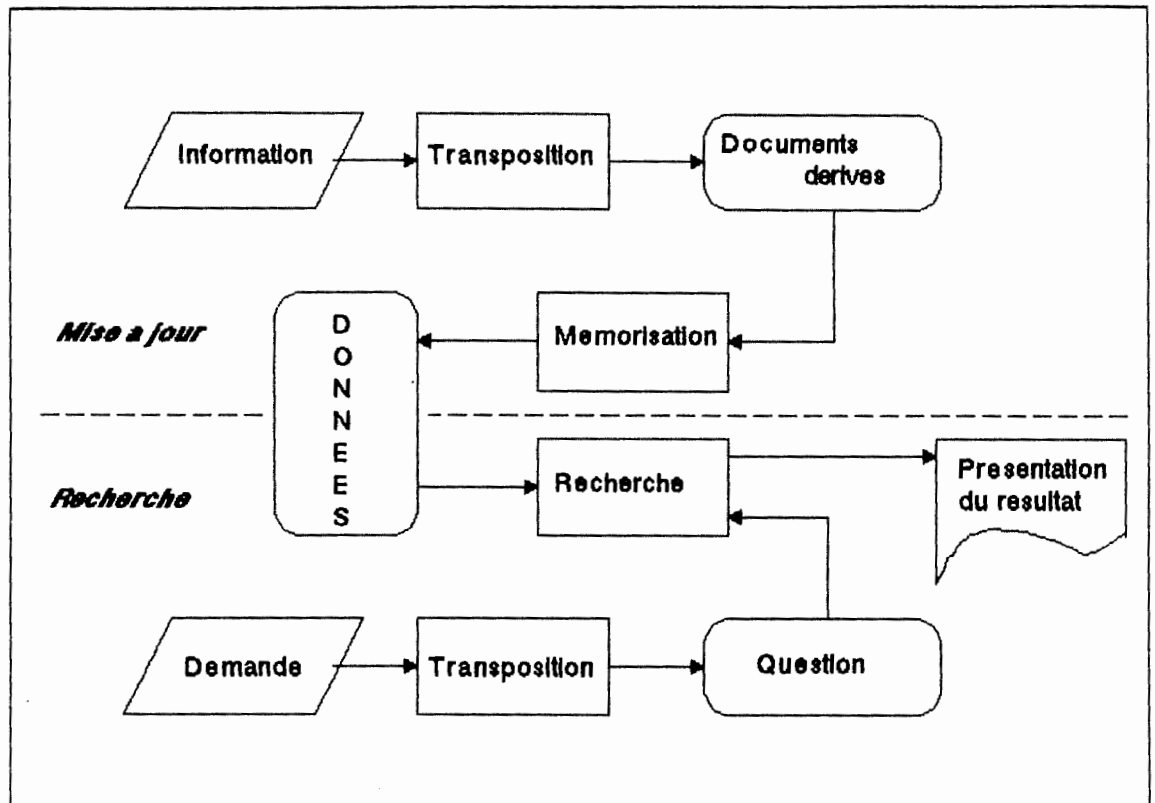 Information
Transposition
Documents
derives
Mise a jour
D
O
N
N
E
E
S
Memorisation
Recherche
Recherche
Presentation
du resultat
Demande
Transposition
Question